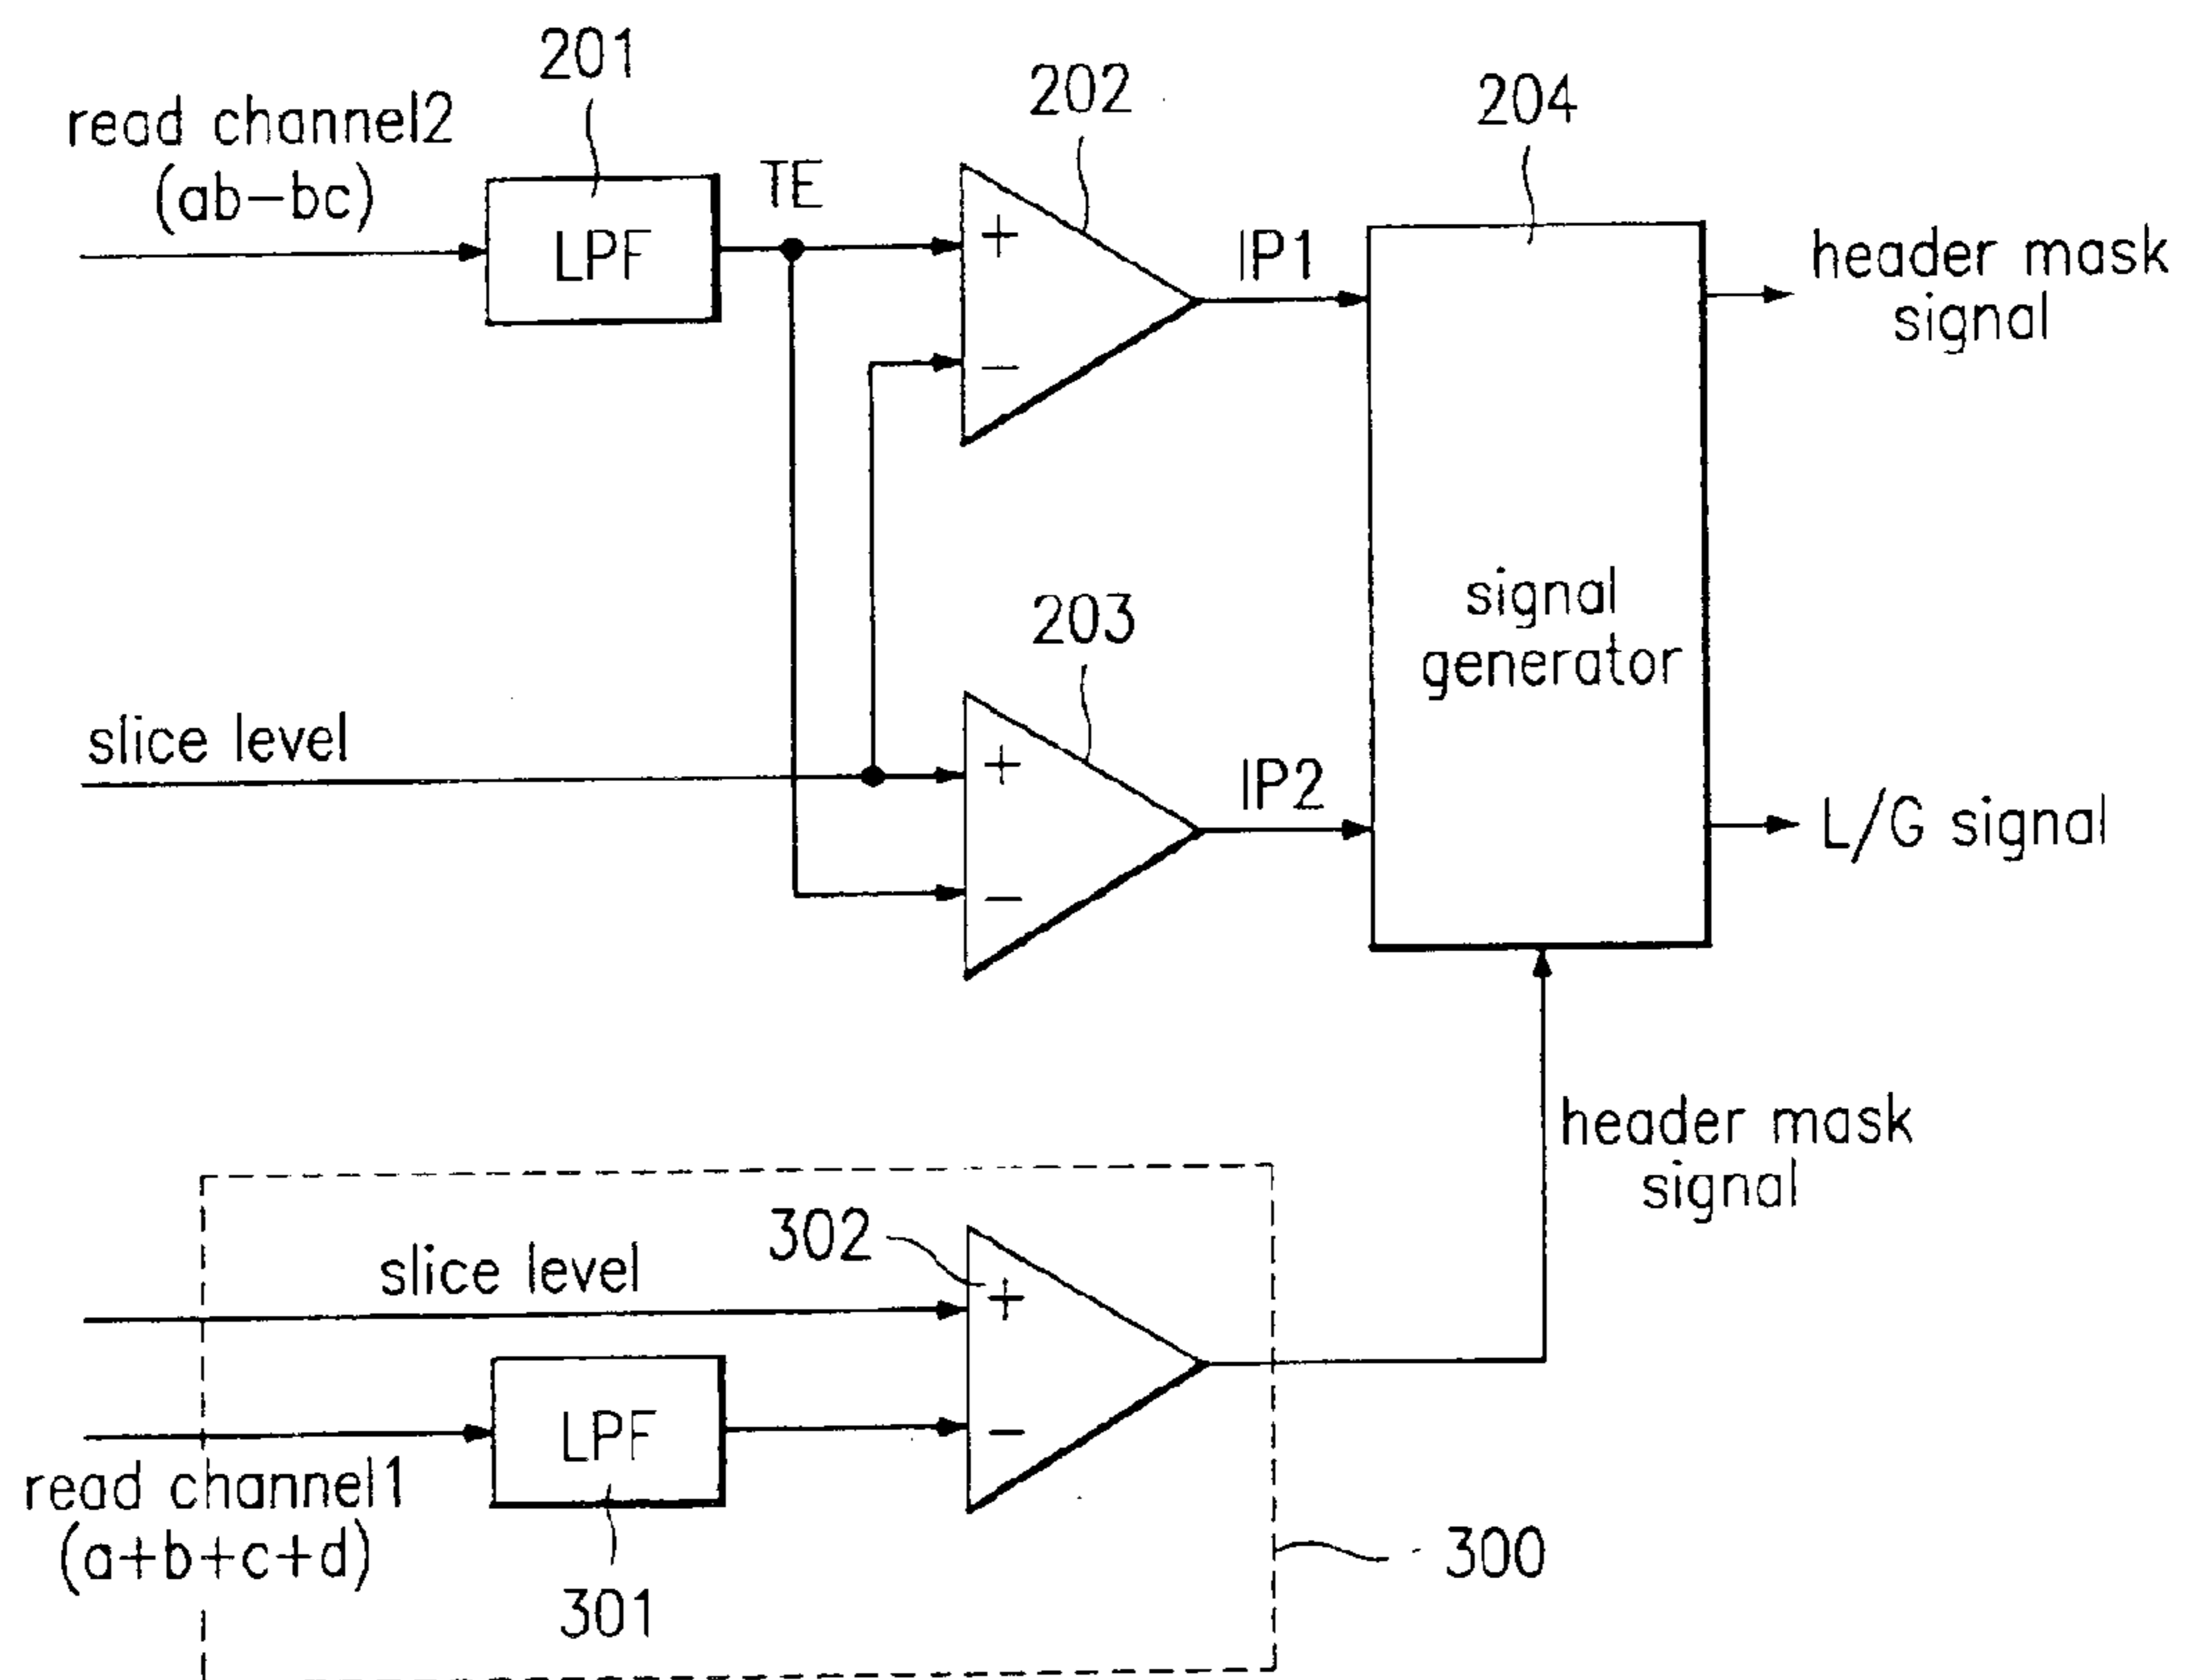 201
202
204
read channel2
(ab-bc)
TE
LPF
+
-
IP1
header mask
signal
signal
generator
203
slice level
+
-
IP2
L/G signal
header mask
signal
302
slice level
+
-
LPF
read channel1
(a+b+c+d)
301
300